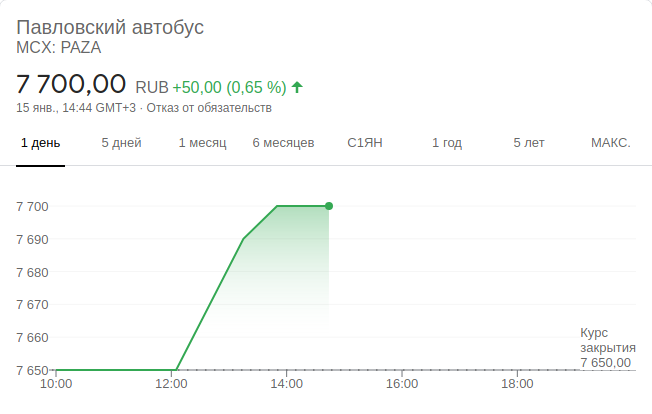 Павловский автобус
MCX: PAZA
7 700,00 RUB +50,00 (0,65 %)
15 янв., 14:44 GMT+3 · Отказ от обязательств
1 день 5 дней 1 месяц 6 месяцев С1ЯН 1 год 5 лет МАКС.
7 700
7 690
7 680
7 670
7 660
7 650
Курс
закрытия
7 650,00
10:00 12:00 14:00 16:00 18:00